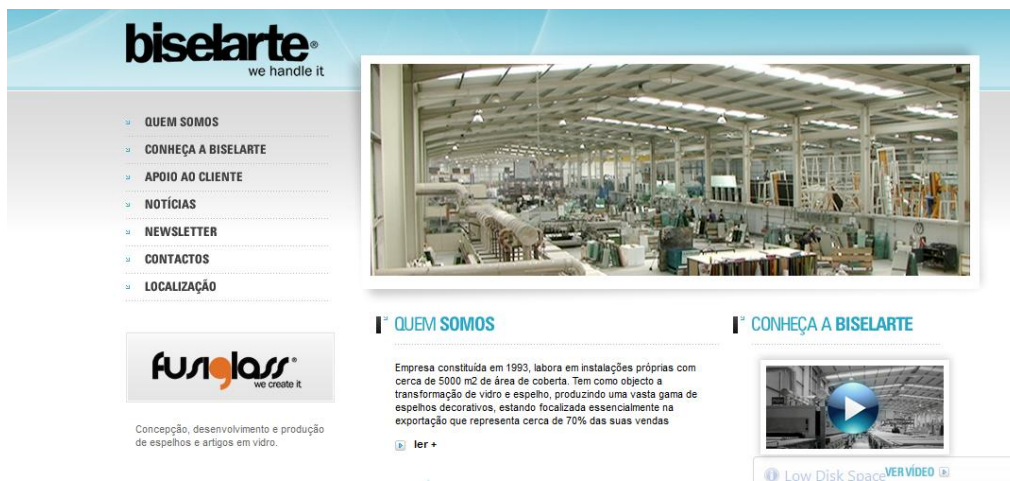 biselarte®
we handle it
QUEM SOMOS
CONHEÇA A BISELARTE
APOIO AO CLIENTE
NOTÍCIAS
NEWSLETTER
CONTACTOS
LOCALIZAÇÃO
fusiglass®
we create it
Concepção, desenvolvimento e produção
de espelhos e artigos em vidro.
QUEM SOMOS
Empresa constituída em 1993, labora em instalações próprias com
cerca de 5000 m2 de área de coberta. Tem como objecto a
transformação de vidro e espelho, produzindo uma vasta gama de
espelhos decorativos, estando focalizada essencialmente na
exportação que representa cerca de 70% das suas vendas
ler +
CONHEÇA A BISELARTE
Low Disk Space
VER VÍDEO